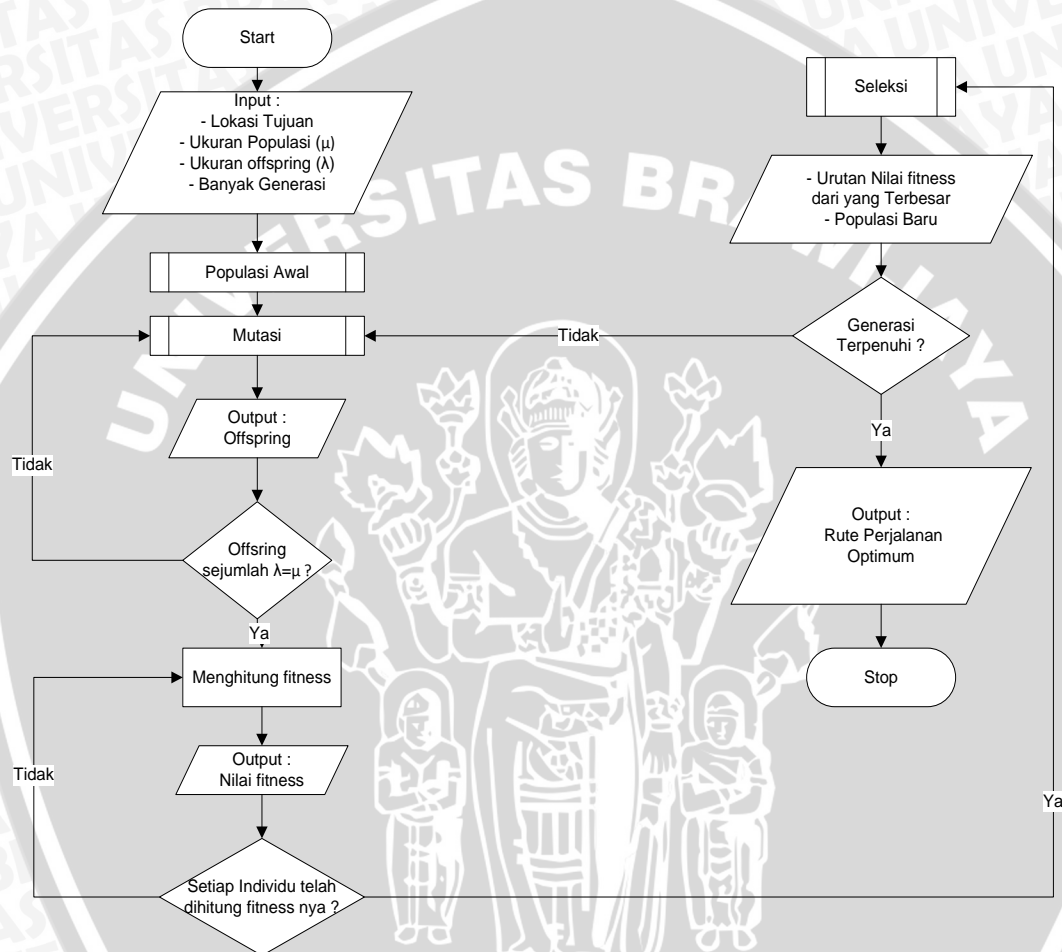 Start
Input :
- Lokasi Tujuan
- Ukuran Populasi (μ)
- Ukuran offspring (λ)
- Banyak Generasi
Populasi Awal
Mutasi
Output :
Offspring
Tidak
Offsring
sejumlah λ=μ ?
Ya
Menghitung fitness
Output :
Nilai fitness
Tidak
Setiap Individu telah
dihitung fitness nya ?
Ya
Seleksi
- Urutan Nilai fitness
dari yang Terbesar
- Populasi Baru
Generasi
Terpenuhi ?
Tidak
Ya
Output :
Rute Perjalanan
Optimum
Stop
UNIVERSITAS BRAWIJAYA